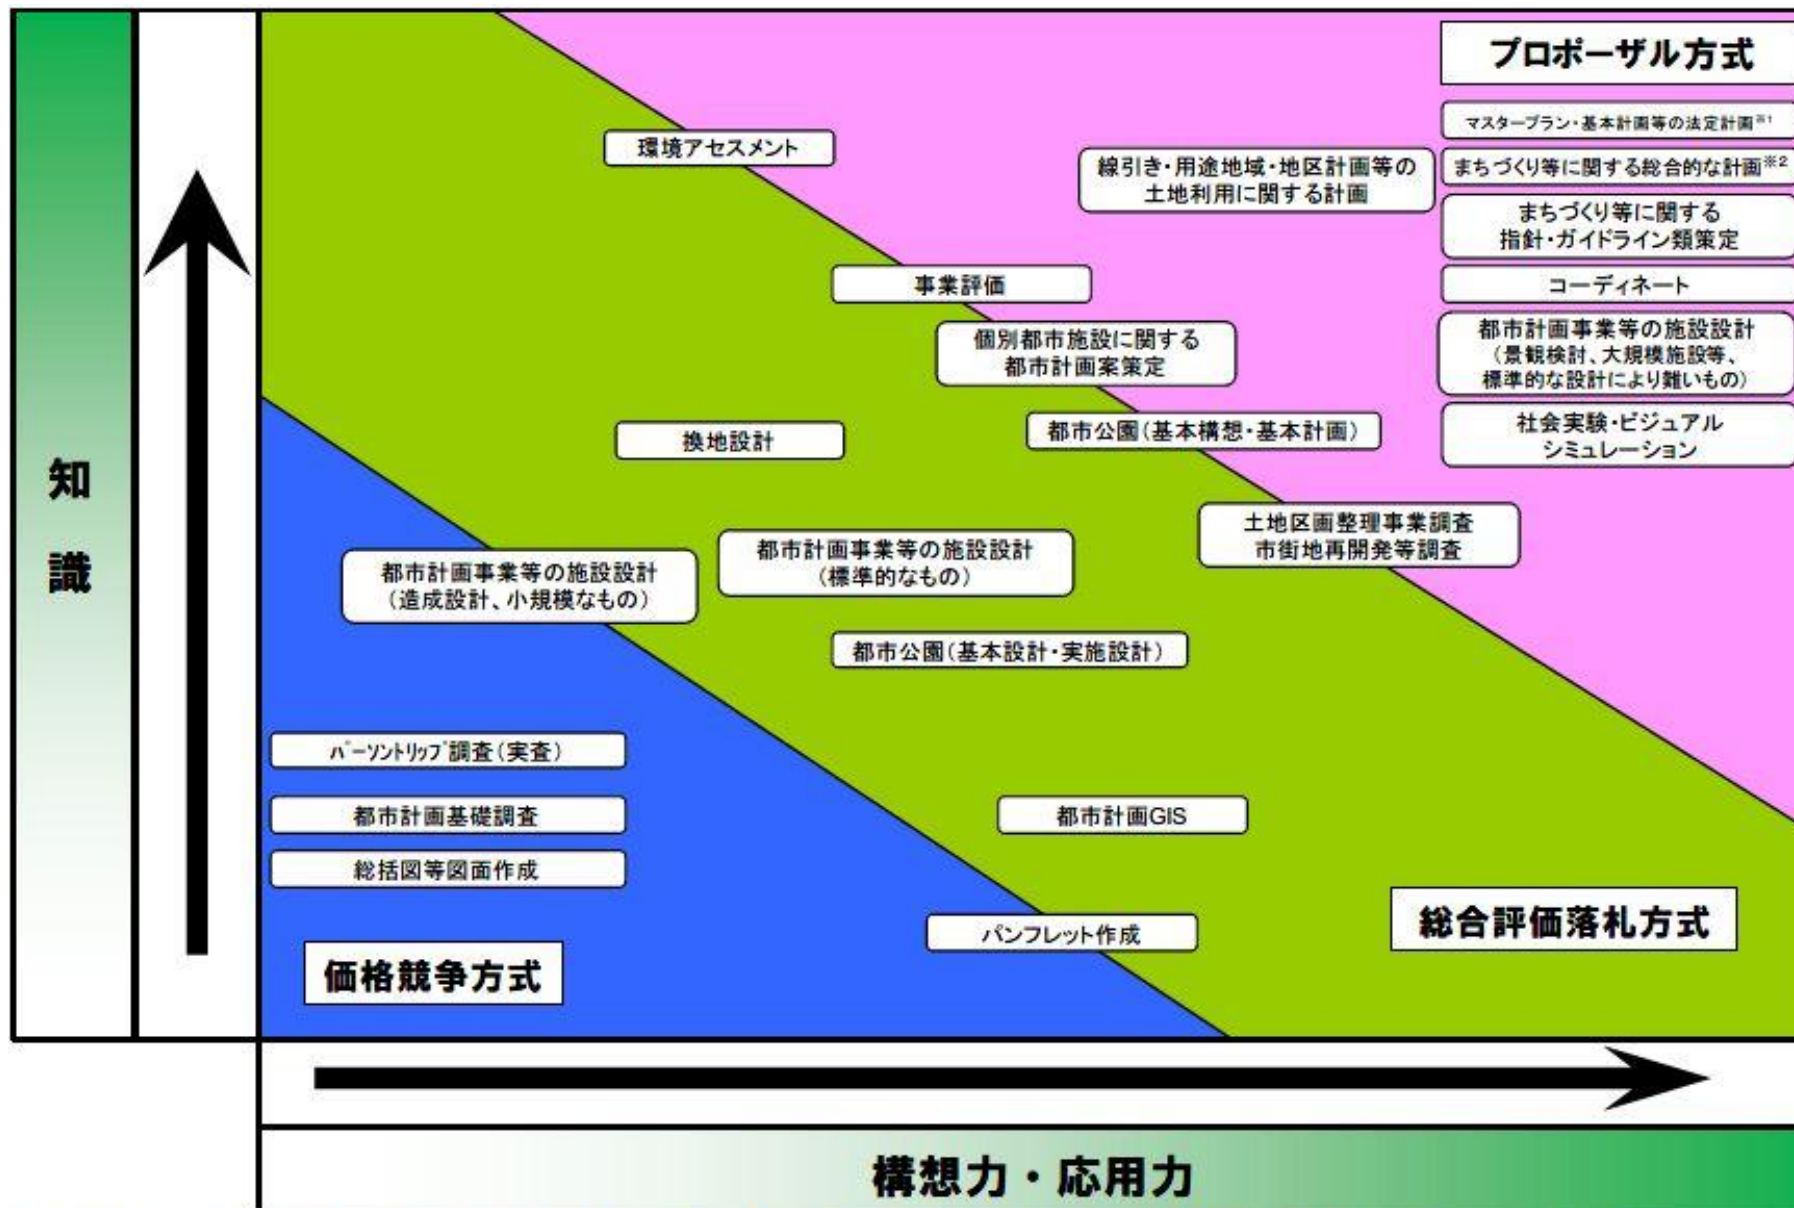 プロポーザル方式
マスタープラン・基本計画等の法定計画※1
環境アセスメント
線引き・用途地域・地区計画等の
土地利用に関する計画
まちづくり等に関する総合的な計画※2
まちづくり等に関する
指針・ガイドライン類策定
事業評価
コーディネート
個別都市施設に関する
都市計画案策定
都市計画事業等の施設設計
(景観検討、大規模施設等、
標準的な設計により難いもの)
換地設計
都市公園(基本構想・基本計画)
社会実験・ビジュアル
シミュレーション
知
識
土地区画整理事業調査
市街地再開発等調査
都市計画事業等の施設設計
(標準的なもの)
都市計画事業等の施設設計
(造成設計、小規模なもの)
都市公園(基本設計・実施設計)
パーソントリップ調査(実査)
都市計画基礎調査
都市計画GIS
総括図等図面作成
パンフレット作成
総合評価落札方式
価格競争方式
構想力・応用力